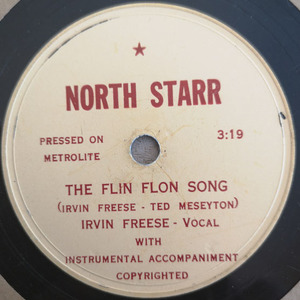 NORTH STARR
PRESSED ON
METROLITE
3:19
THE FLIN FLON SONG
(IRVIN FREESE - TED MESEYTON)
IRVIN FREESE - VOCAL
WITH
INSTRUMENTAL ACCOMPANIMENT
COPYRIGHTED